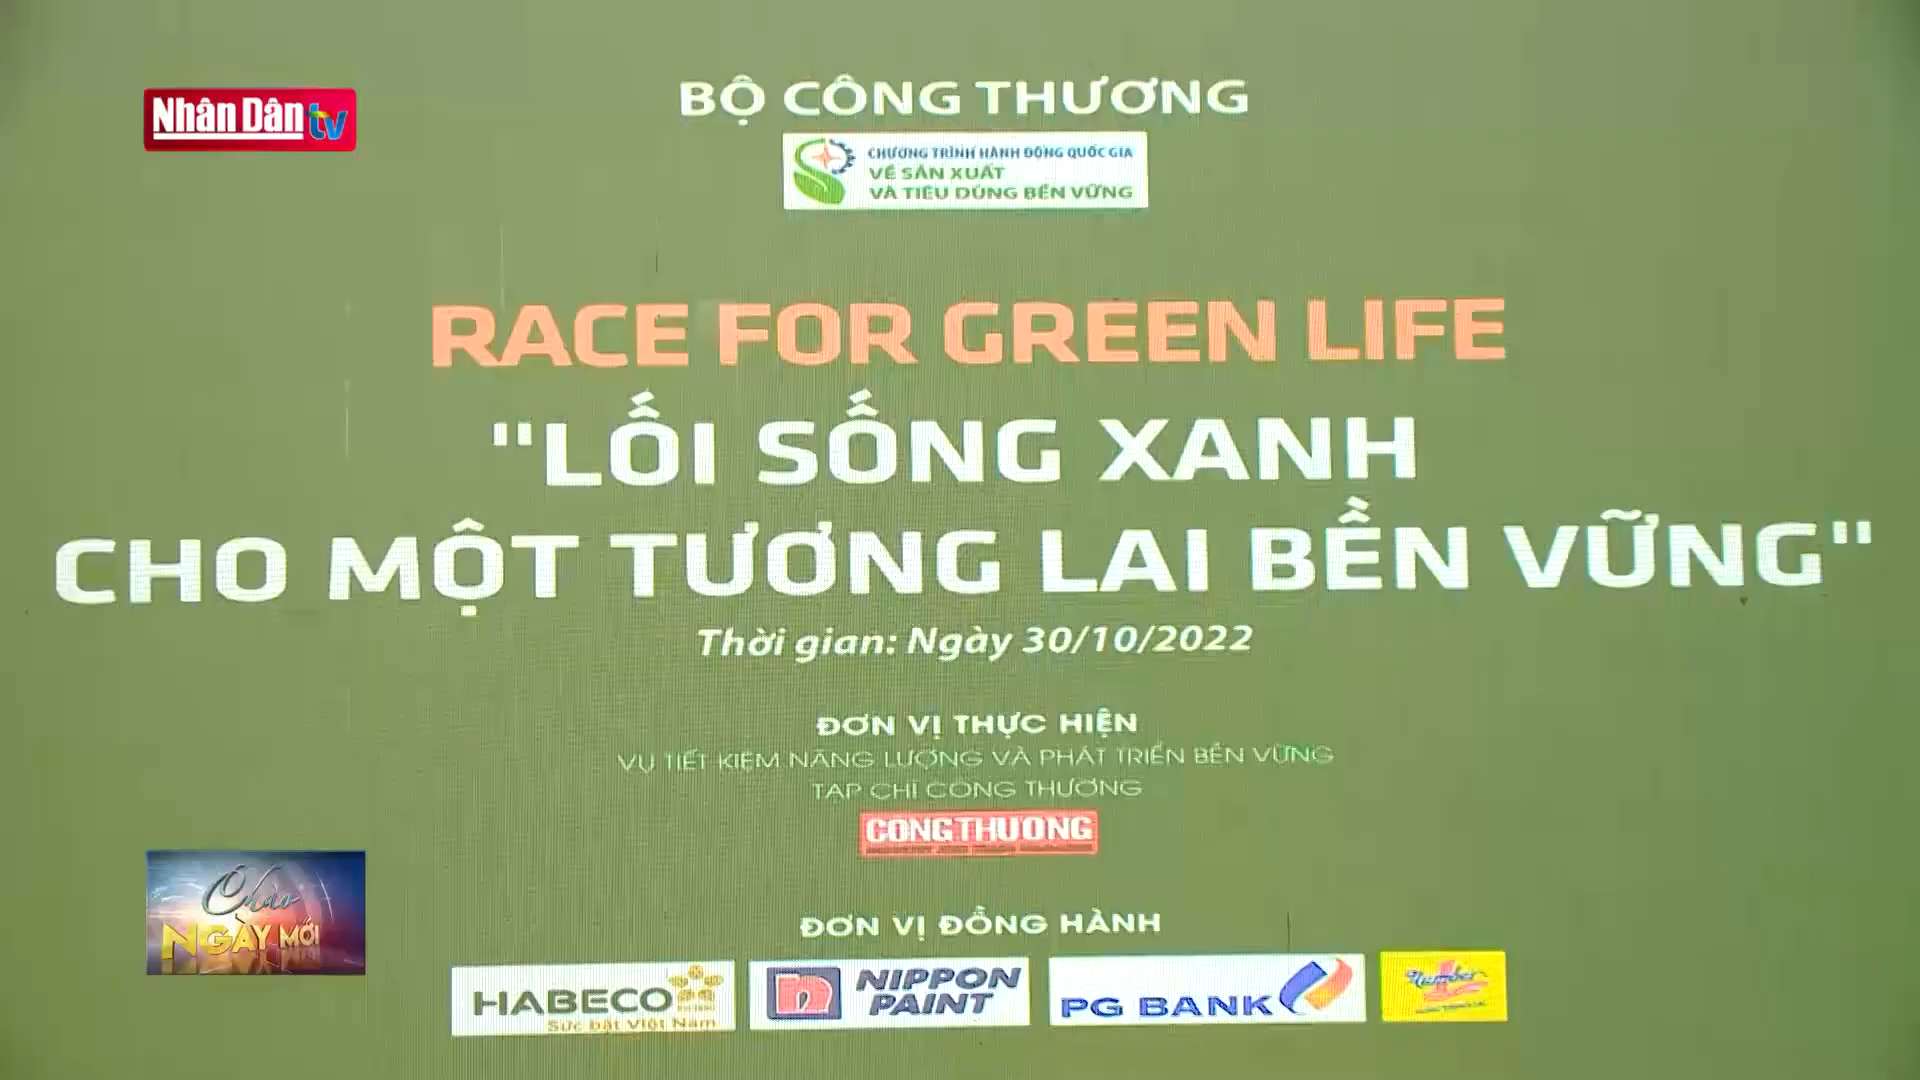 Nhân Dân tv
BỘ CÔNG THƯƠNG
CHƯƠNG TRÌNH HÀNH ĐỘNG QUỐC GIA
VỀ SẢN XUẤT
VÀ TIÊU DÙNG BỀN VỮNG
RACE FOR GREEN LIFE
"LỐI SỐNG XANH
CHO MỘT TƯƠNG LAI BỀN VỮNG"
Thời gian: Ngày 30/10/2022
ĐƠN VỊ THỰC HIỆN
VỤ TIẾT KIỆM NĂNG LƯỢNG VÀ PHÁT TRIỂN BỀN VỮNG
TẠP CHÍ CÔNG THƯƠNG
CÔNG THƯƠNG
Chào
NGÀY MỚI
ĐƠN VỊ ĐỒNG HÀNH
HABECO
Sức bật Việt Nam
NIPPON
PAINT
PG BANK
Number
1